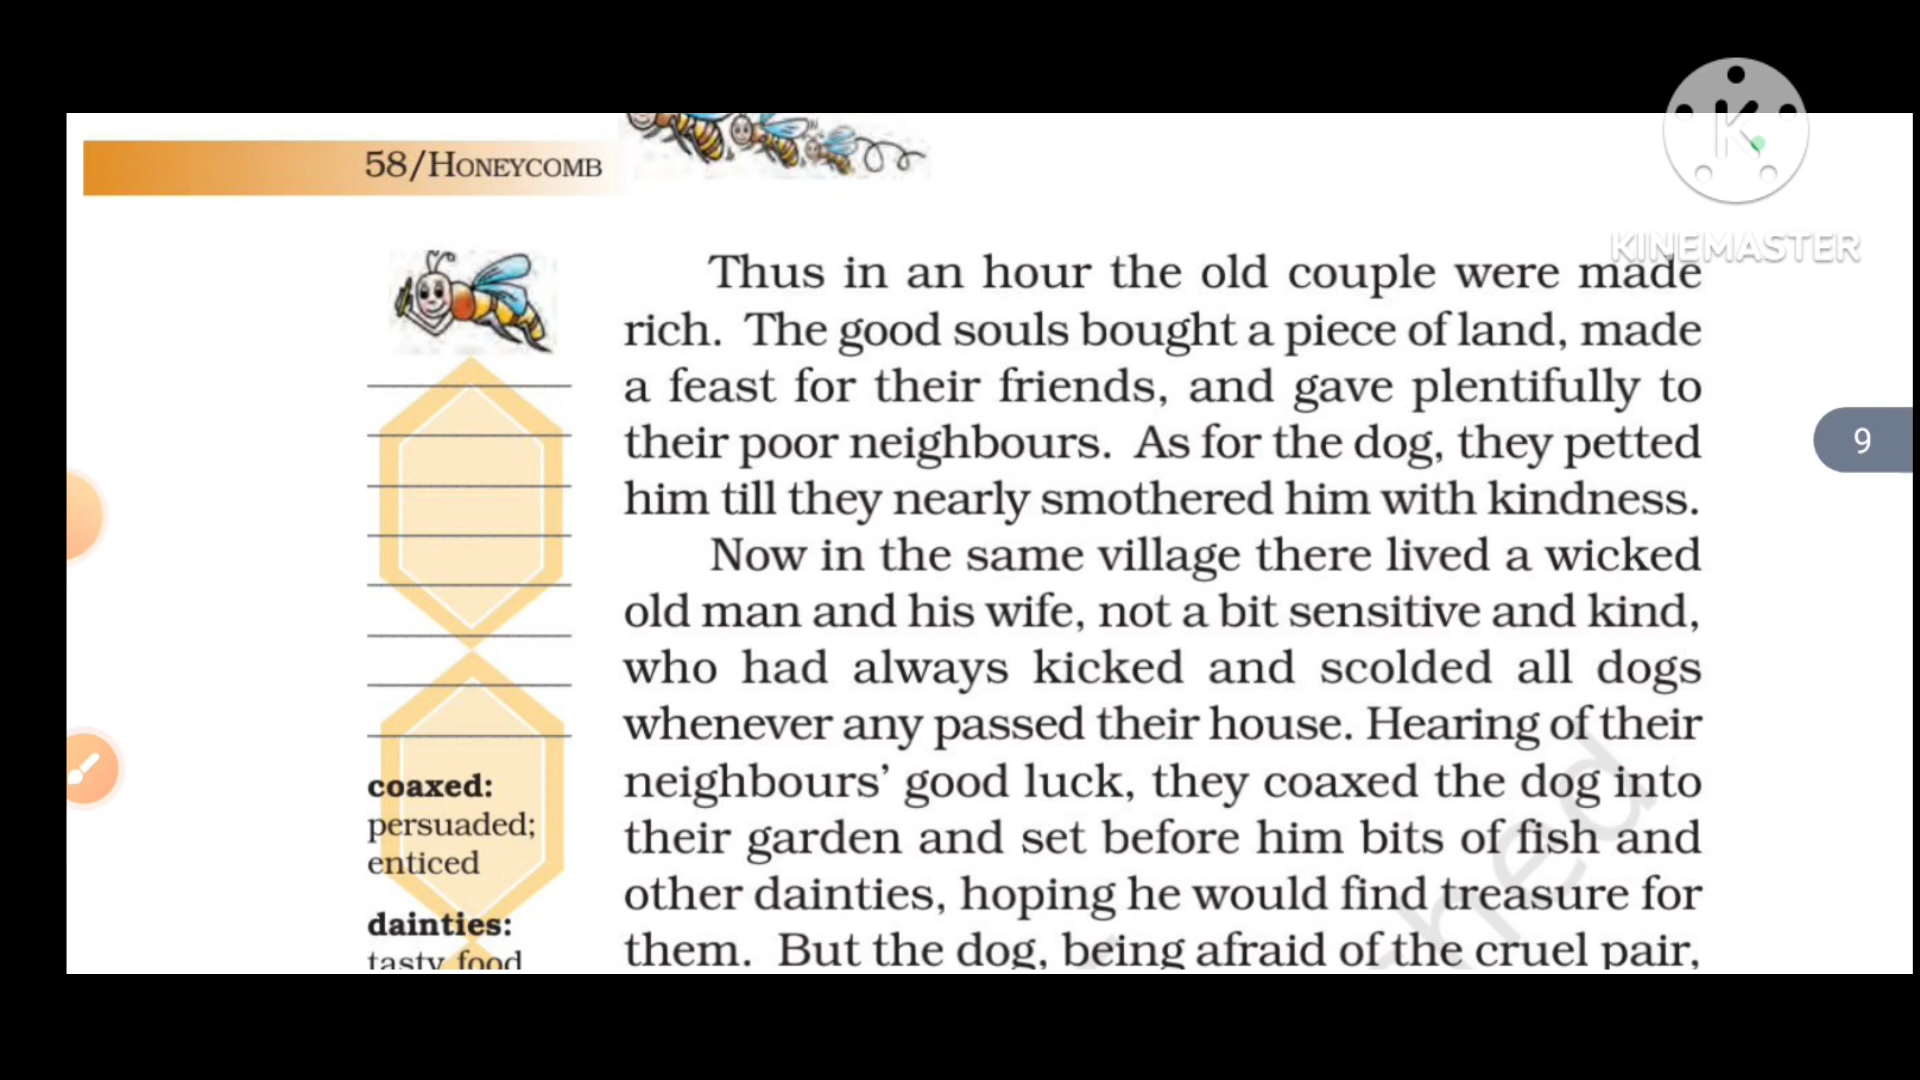 58/HONEYCOMB
K
KINEMASTER
Thus in an hour the old couple were made
rich. The good souls bought a piece of land, made
a feast for their friends, and gave plentifully to
their poor neighbours. As for the dog, they petted
him till they nearly smothered him with kindness.
Now in the same village there lived a wicked
old man and his wife, not a bit sensitive and kind,
who had always kicked and scolded all dogs
whenever any passed their house. Hearing of their
neighbours’ good luck, they coaxed the dog into
their garden and set before him bits of fish and
other dainties, hoping he would find treasure for
them. But the dog, being afraid of the cruel pair,
coaxed:
persuaded;
enticed
dainties:
tasty food
9